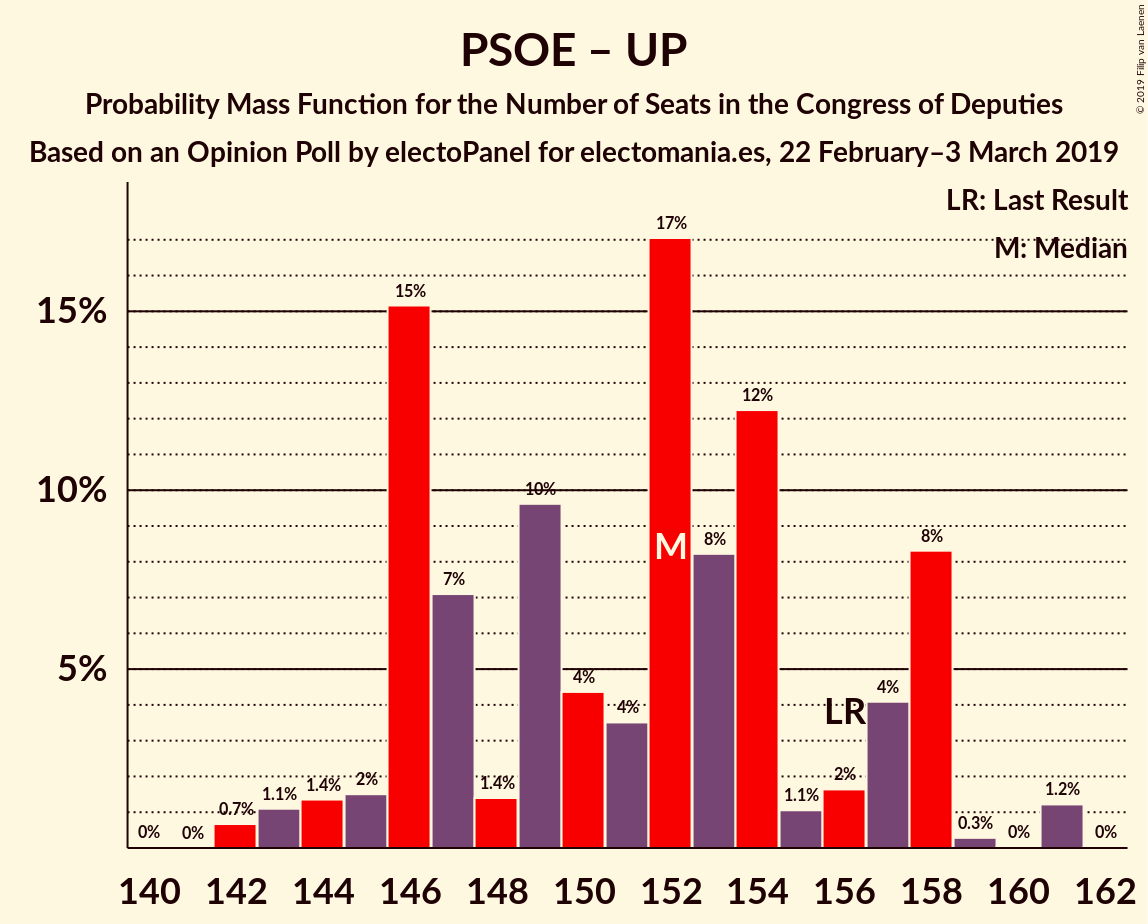 PSOE – UP
Probability Mass Function for the Number of Seats in the Congress of Deputies
Based on an Opinion Poll by electoPanel for electomania.es, 22 February–3 March 2019
© 2019 Filip van Laenen
LR: Last Result
M: Median
15%
10%
5%
0%
0%
0.7%
1.1%
1.4%
2%
15%
7%
1.4%
10%
4%
4%
17%
M
8%
12%
1.1%
LR
2%
4%
8%
0.3%
0%
1.2%
0%
140 142 144 146 148 150 152 154 156 158 160 162